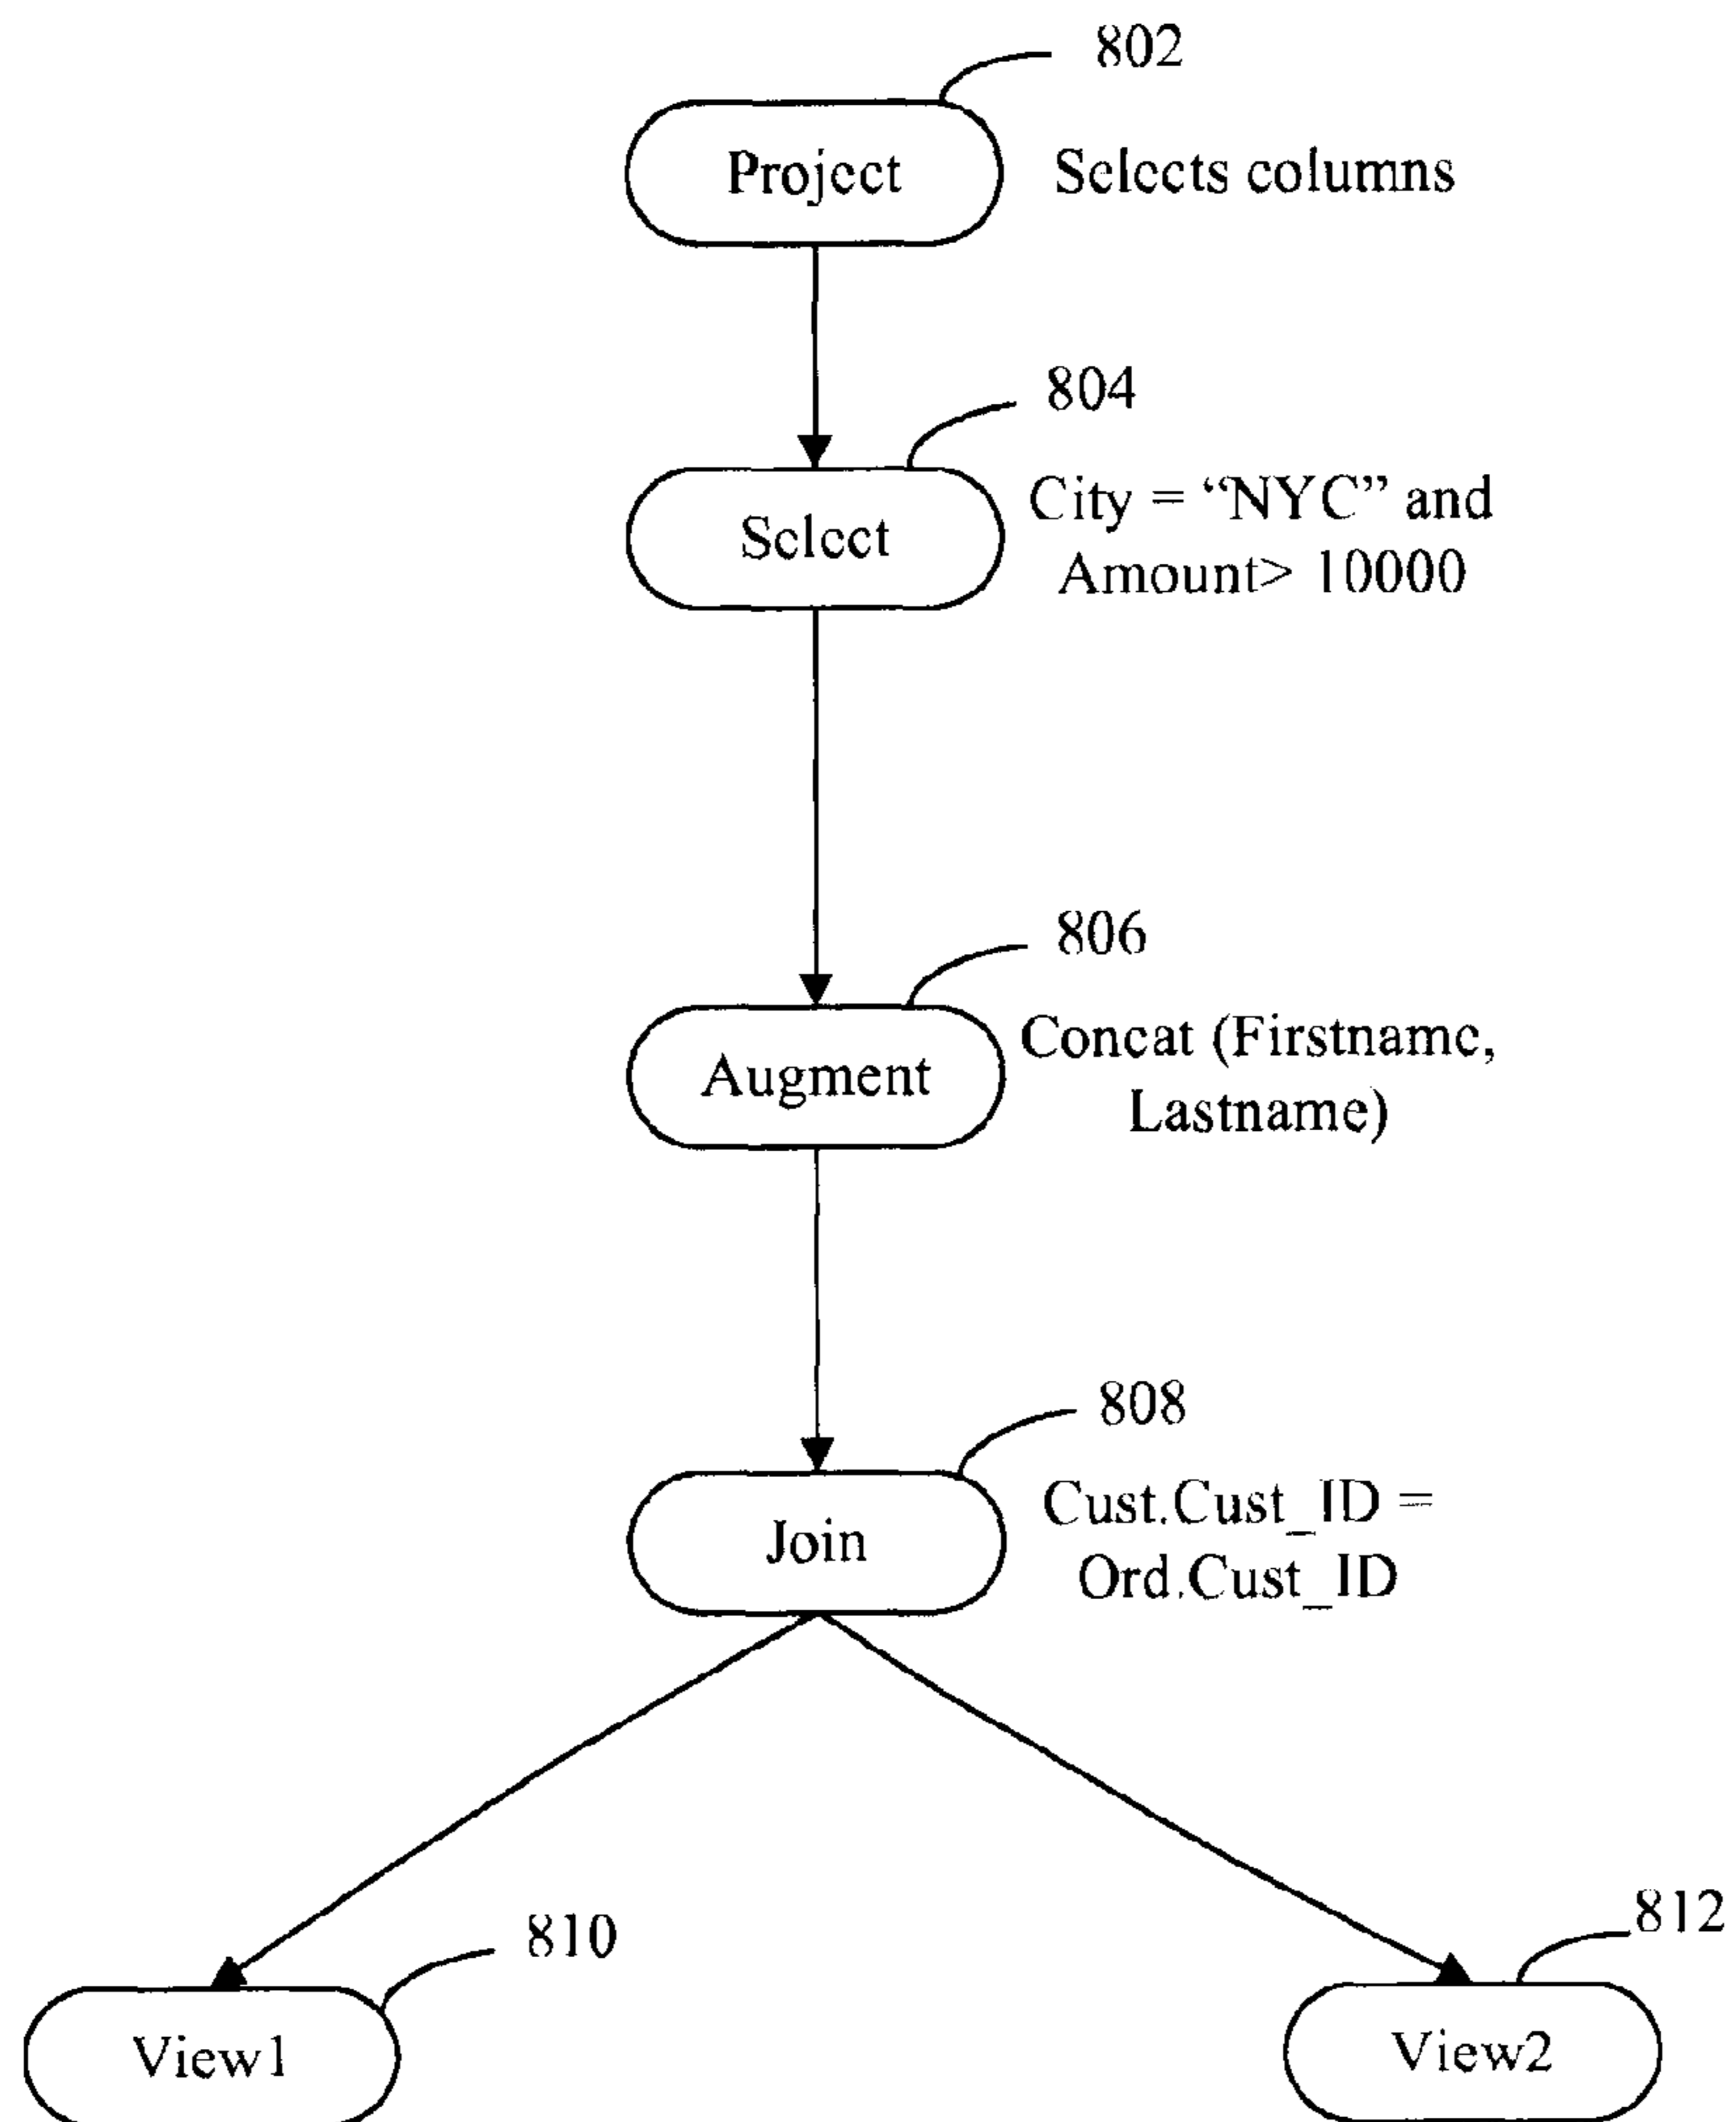 802
Project
Selects columns
804
Select
City = “NYC” and
Amount> 10000
806
Augment
Concat (Firstname,
Lastname)
808
Join
Cust.Cust_ID =
Ord.Cust_ID
810
View1
812
View2